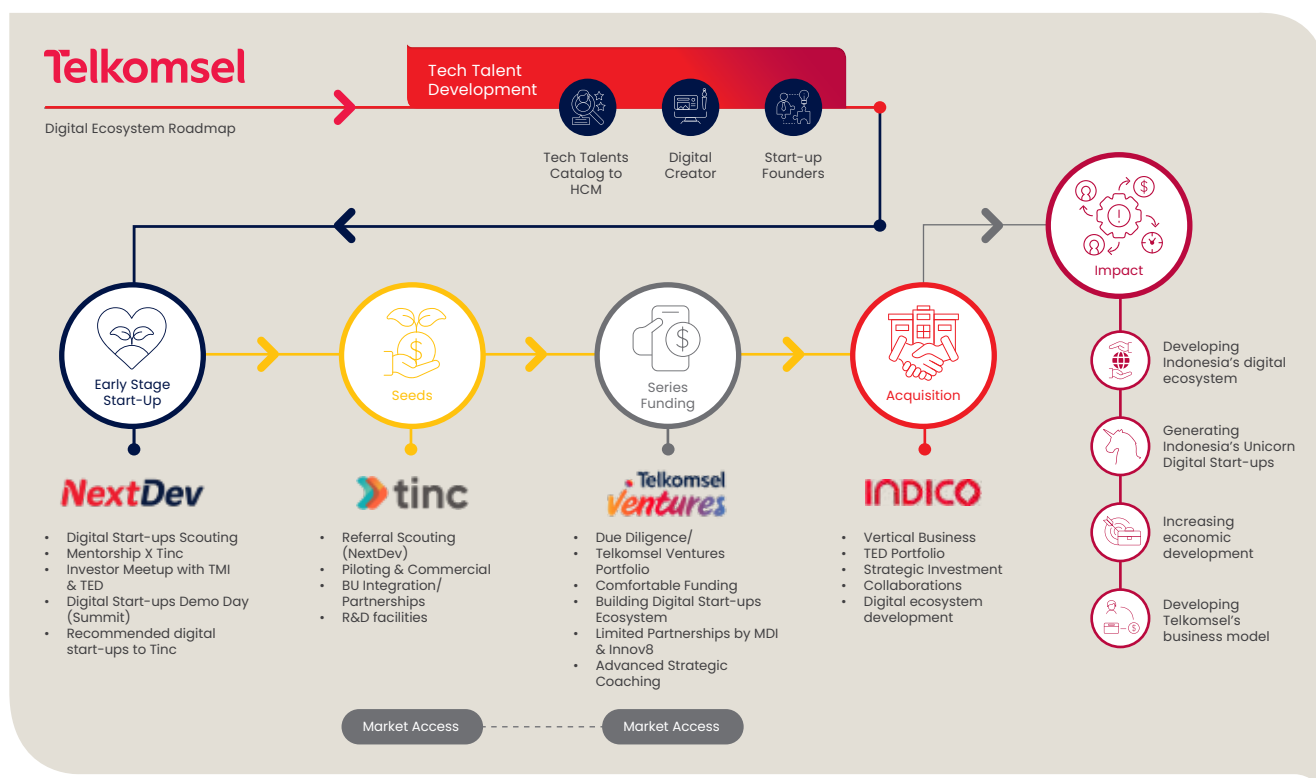 Telkomsel
Digital Ecosystem Roadmap
Tech Talent
Development
Tech Talents
Catalog to
HCM
Digital
Creator
Start-up
Founders
Early Stage
Start-Up
Seeds
Series
Funding
Acquisition
Impact
NextDev
• Digital Start-ups Scouting
• Mentorship X Tinc
• Investor Meetup with TMI
& TED
• Digital Start-ups Demo Day
(Summit)
• Recommended digital
start-ups to Tinc
tinc
• Referral Scouting
(NextDev)
• Piloting & Commercial
• BU Integration/
Partnerships
• R&D facilities
Telkomsel
Ventures
• Due Diligence/
• Telkomsel Ventures
Portfolio
• Comfortable Funding
• Building Digital Start-ups
Ecosystem
• Limited Partnerships by MDI
& Innov8
• Advanced Strategic
Coaching
INDICO
• Vertical Business
• TED Portfolio
• Strategic Investment
• Collaborations
• Digital ecosystem
development
Developing
Indonesia's digital
ecosystem
Generating
Indonesia's Unicorn
Digital Start-ups
Increasing
economic
development
Developing
Telkomsel's
business model
Market Access
Market Access